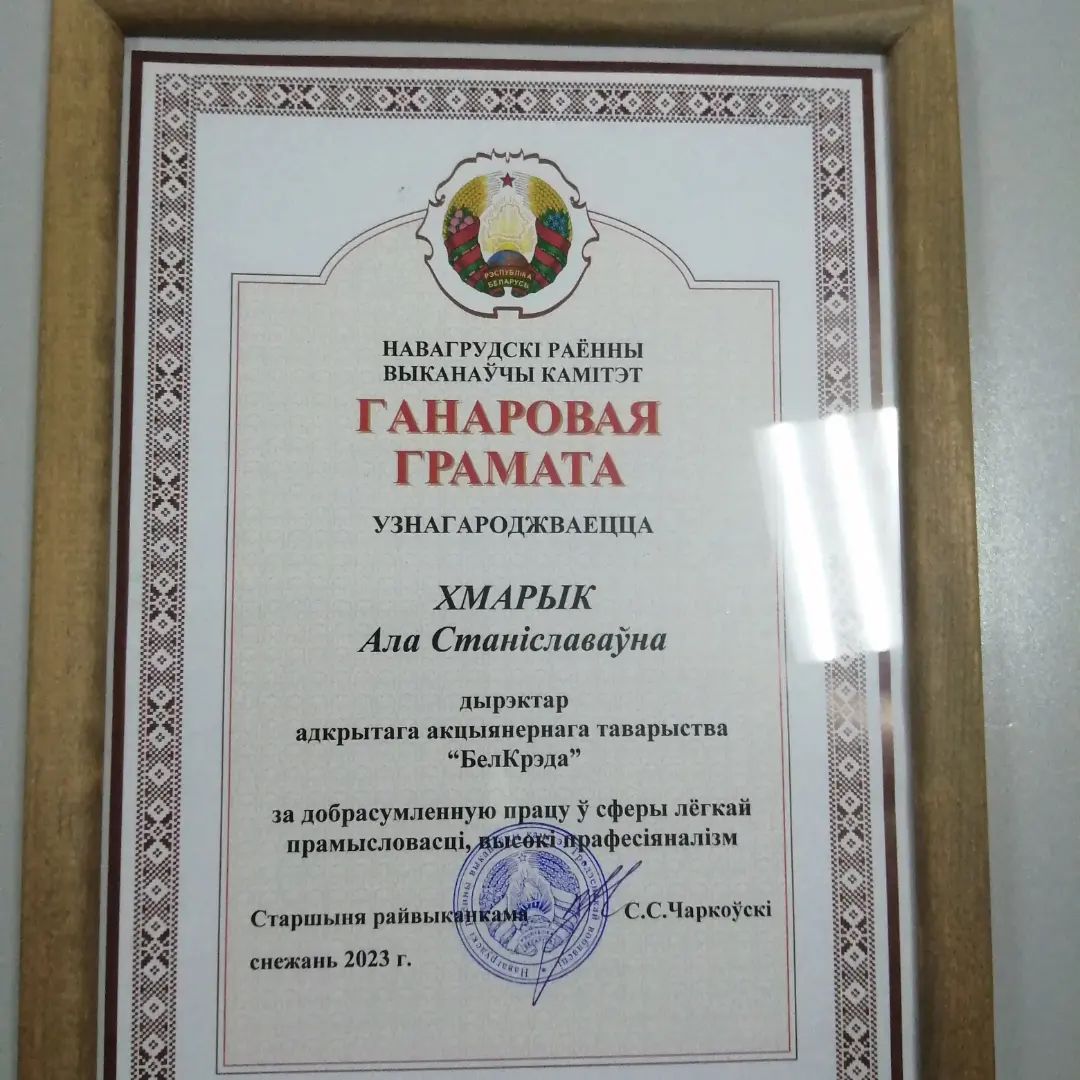 РЭСПУБЛІКА
БЕЛАРУСЬ
НАВАГРУДСКІ РАЁННЫ
ВЫКАНАЎЧЫ КАМІТЭТ
ГАНАРОВАЯ
ГРАМАТА
УЗНАГАРОДЖВАЕЦЦА
ХМАРЫК
Ала Станіславаўна
дырэктар
адкрытага акцыянернага таварыства
“БелКрэда”
за добрасумленную працу ў сферы лёгкай
прамысловасці, высокі прафесіяналізм
Старшыня райвыканкама С.С.Чаркоўскі
снежань 2023 г.